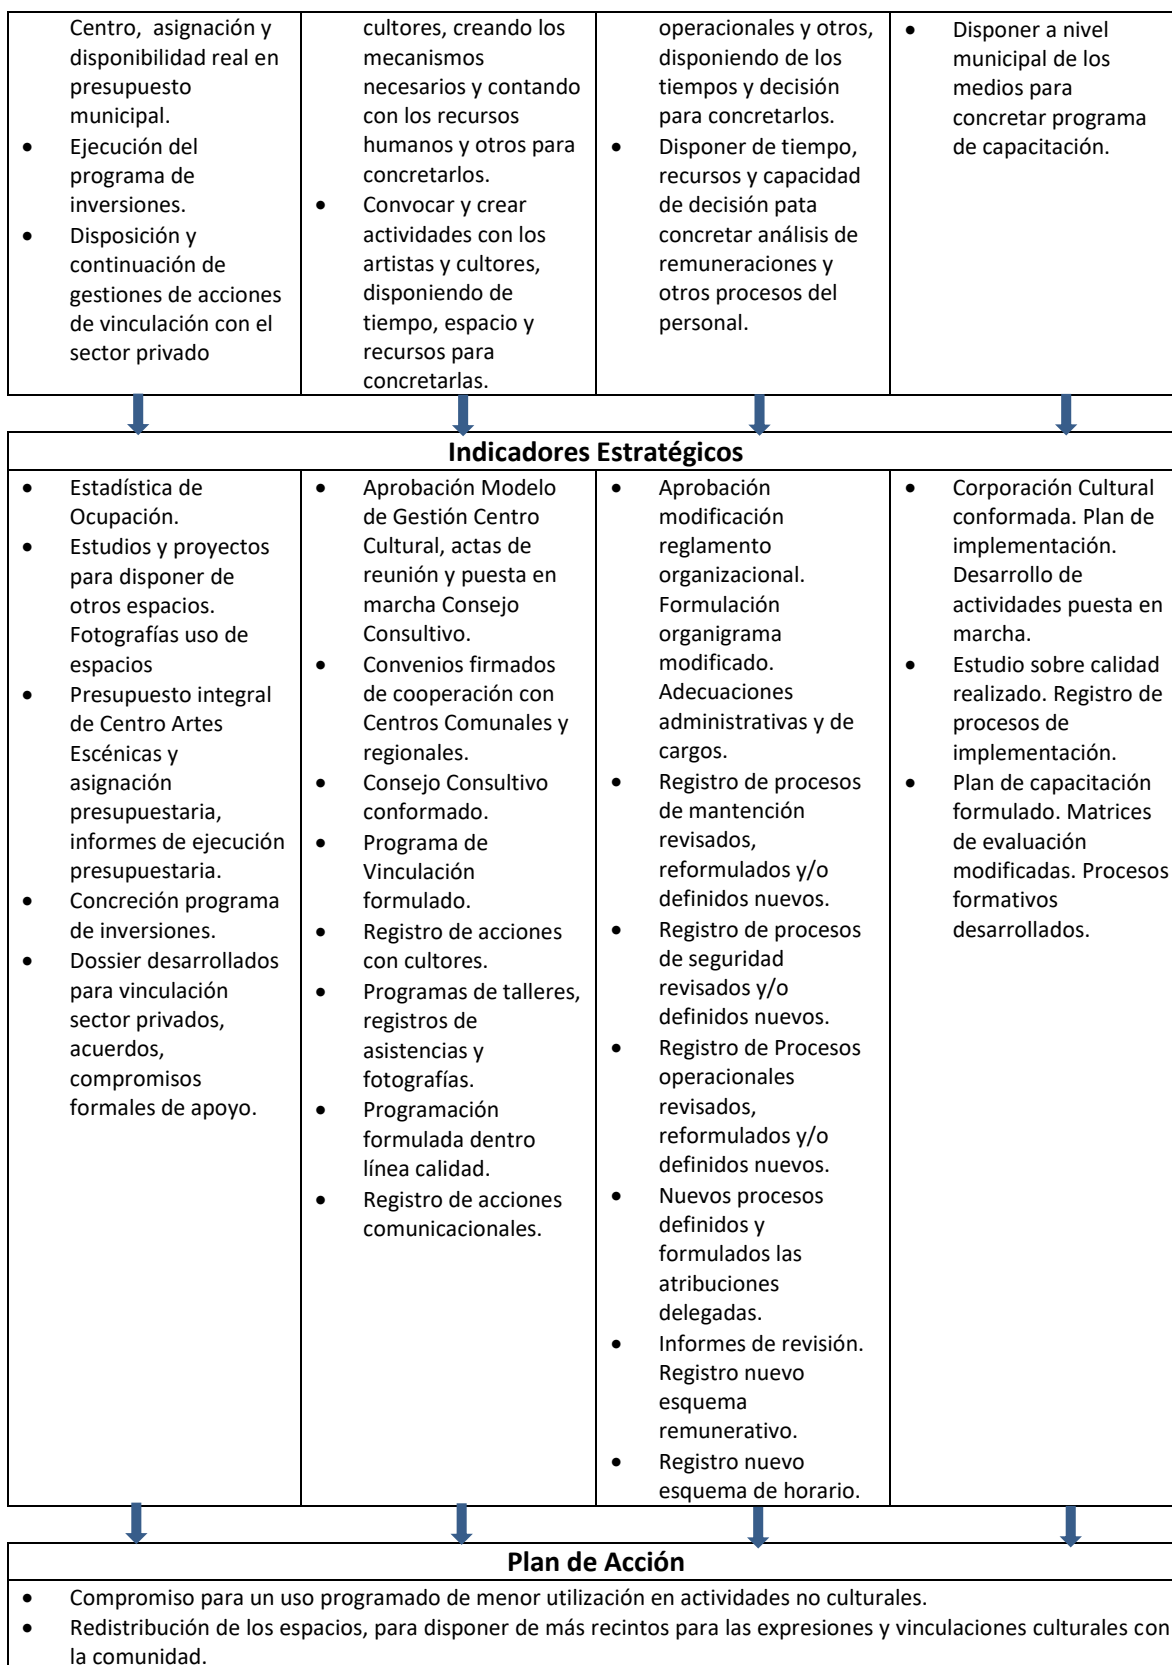 Centro, asignación y
disponibilidad real en
presupuesto
municipal.
• Ejecución del
programa de
inversiones.
• Disposición y
continuación de
gestiones de acciones
de vinculación con el
sector privado
cultores, creando los
mecanismos
necesarios y contando
con los recursos
humanos y otros para
concretarlos.
• Convocar y crear
actividades con los
artistas y cultores,
disponiendo de
tiempo, espacio y
recursos para
concretarlas.
operacionales y otros,
disponiendo de los
tiempos y decisión
para concretarlos.
• Disponer de tiempo,
recursos y capacidad
de decisión pata
concretar análisis de
remuneraciones y
otros procesos del
personal.
• Disponer a nivel
municipal de los
medios para
concretar programa
de capacitación.
Indicadores Estratégicos
• Estadística de
Ocupación.
• Estudios y proyectos
para disponer de
otros espacios.
Fotografías uso de
espacios
• Presupuesto integral
de Centro Artes
Escénicas y
asignación
presupuestaria,
informes de ejecución
presupuestaria.
• Concreción programa
de inversiones.
• Dossier desarrollados
para vinculación
sector privados,
acuerdos,
compromisos
formales de apoyo.
• Aprobación Modelo
de Gestión Centro
Cultural, actas de
reunión y puesta en
marcha Consejo
Consultivo.
• Convenios firmados
de cooperación con
Centros Comunales y
regionales.
• Consejo Consultivo
conformado.
• Programa de
Vinculación
formulado.
• Registro de acciones
con cultores.
• Programas de talleres,
registros de
asistencias y
fotografías.
• Programación
formulada dentro
línea calidad.
• Registro de acciones
comunicacionales.
• Aprobación
modificación
reglamento
organizacional.
Formulación
organigrama
modificado.
Adecuaciones
administrativas y de
cargos.
• Registro de procesos
de mantención
revisados,
reformulados y/o
definidos nuevos.
• Registro de procesos
de seguridad
revisados y/o
definidos nuevos.
• Registro de Procesos
operacionales
revisados,
reformulados y/o
definidos nuevos.
• Nuevos procesos
definidos y
formulados las
atribuciones
delegadas.
• Informes de revisión.
Registro nuevo
esquema
remunerativo.
• Registro nuevo
esquema de horario.
• Corporación Cultural
conformada. Plan de
implementación.
Desarrollo de
actividades puesta en
marcha.
• Estudio sobre calidad
realizado. Registro de
procesos de
implementación.
• Plan de capacitación
formulado. Matrices
de evaluación
modificadas. Procesos
formativos
desarrollados.
Plan de Acción
• Compromiso para un uso programado de menor utilización en actividades no culturales.
• Redistribución de los espacios, para disponer de más recintos para las expresiones y vinculaciones culturales con
la comunidad.